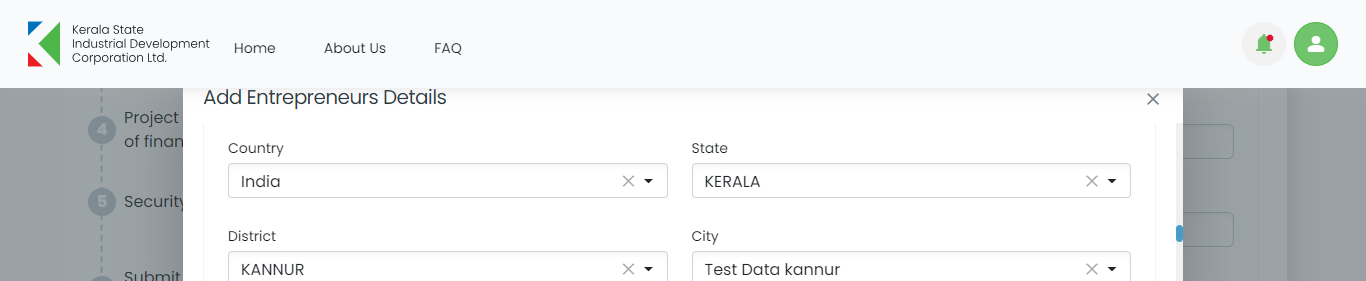 Kerala State
Industrial Development
Corporation Ltd.
Home
About Us
FAQ
Add Entrepreneurs Details
4
Project
of finan
5
Security
Submit
Country
State
India
KERALA
District
City
KANNUR
Test Data kannur